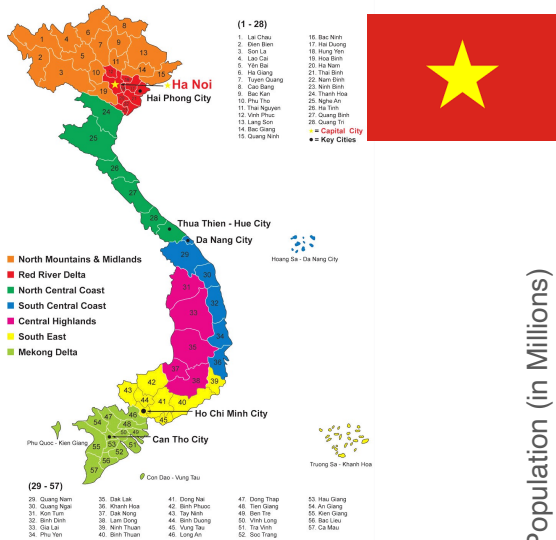 (1 - 28)
1. Lai Chau
2. Đien Bien
3. Son La
4. Lao Cai
5. Yên Bai
6. Ha Giang
7. Tuyen Quang
8. Cao Bang
9. Bac Kan
10. Phu Tho
11. Thai Nguyen
12. Vinh Phuc
13. Lang Son
14. Bac Giang
15. Quang Ninh
16. Bac Ninh
17. Hai Duong
18. Hung Yen
19. Hoa Binh
20. Ha Nam
21. Thai Binh
22. Nam Binh
23. Ninh Binh
24. Thanh Hoa
25. Nghe An
26. Ha Tinh
27. Quang Binh
28. Quang Tri
= Capital City
= Key Cities
Ha Noi
Hai Phong City
Thua Thien - Hue City
Da Nang City
Hoang Sa - Da Nang City
North Mountains & Midlands
Red River Delta
North Central Coast
South Central Coast
Central Highlands
South East
Mekong Delta
Ho Chi Minh City
Can Tho City
Phu Quoc - Kien Giang
Con Dao - Vung Tau
Truong Sa - Khanh Hoa
(29 - 57)
29. Quang Nam
30. Quang Ngai
31. Kon Tum
32. Binh Dinh
33. Gia Lai
34. Phu Yen
35. Dak Lak
36. Khanh Hoa
37. Dak Nong
38. Lam Dong
39. Ninh Thuan
40. Binh Thuan
41. Dong Nai
42. Binh Phuoc
43. Tay Ninh
44. Binh Duong
45. Vung Tau
46. Long An
47. Dong Thap
48. Tien Giang
49. Ben Tre
50. Vinh Long
51. Tra Vinh
52. Soc Trang
53. Hau Giang
54. An Giang
55. Kien Giang
56. Bac Lieu
57. Ca Mau
Population (in Millions)